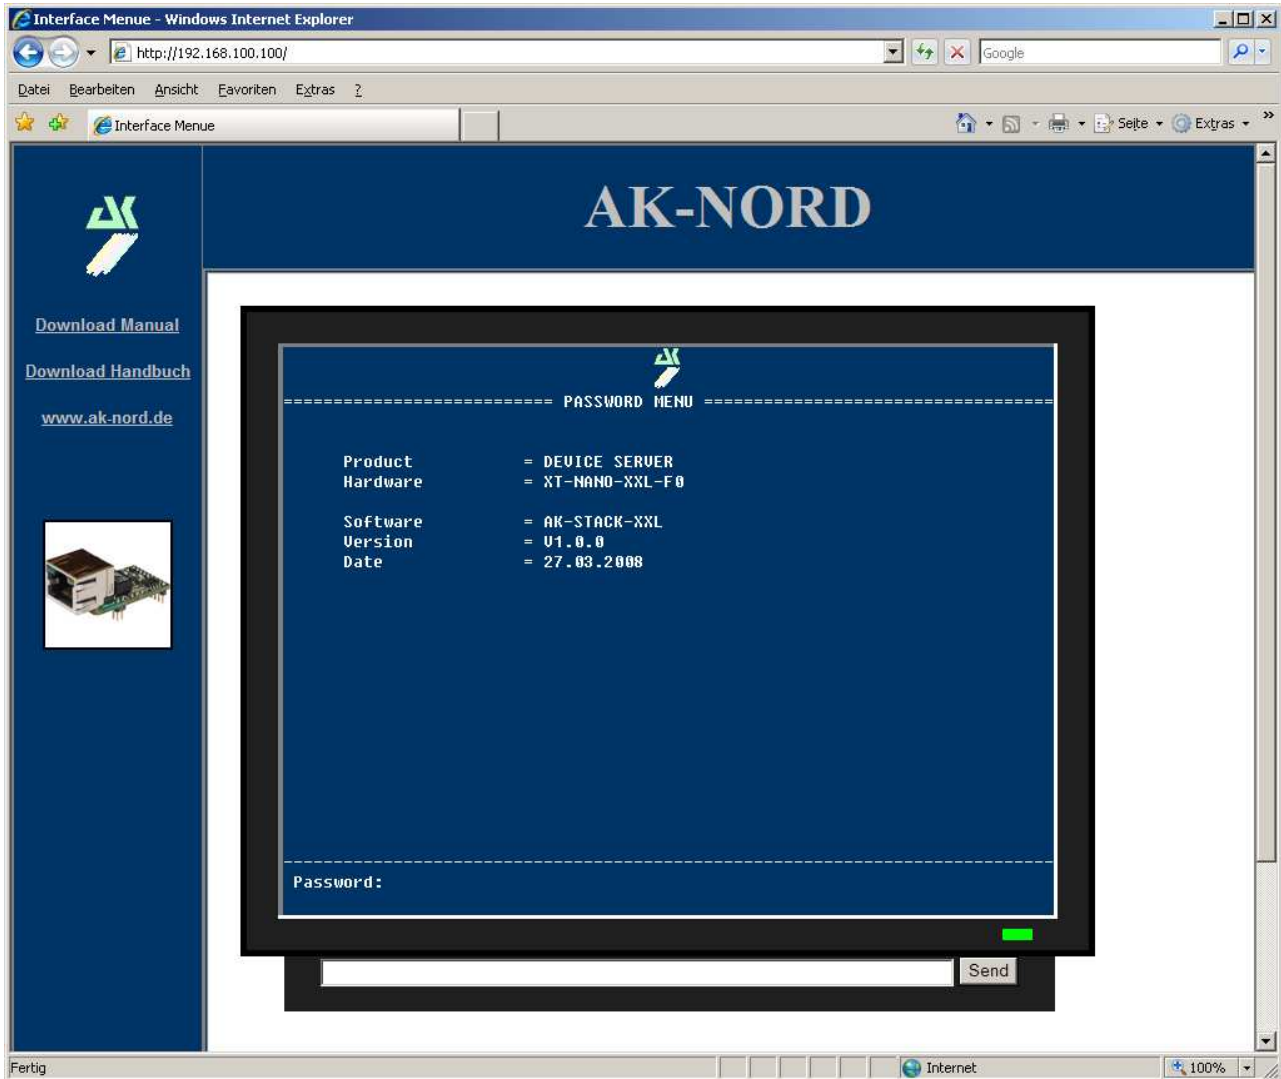 Interface Menue - Windows Internet Explorer
http://192.168.100.100/
Google
Datei Bearbeiten Ansicht Favoriten Extras ?
Interface Menue
Seite Extras »
AK-NORD
Download Manual
Download Handbuch
www.ak-nord.de
=========================== PASSWORD MENU ===================================
Product = DEVICE SERVER
Hardware = XT-NANO-XXL-F0
Software = AK-STACK-XXL
Version = V1.0.0
Date = 27.03.2008
Password:
Send
Fertig
Internet
100%